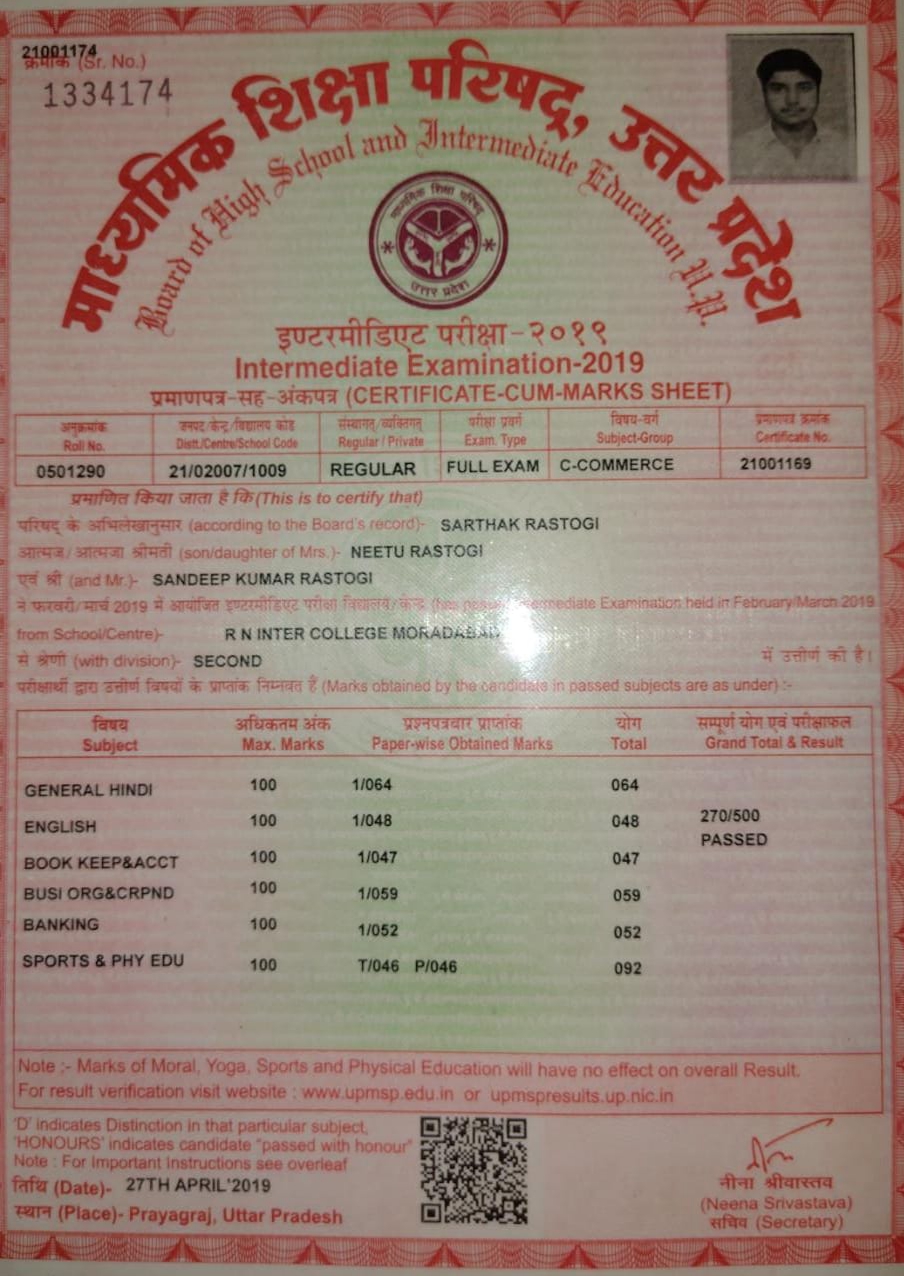 21001174
क्रमांक (Sr. No.)
1334174
माध्यमिक शिक्षा परिषद्, उत्तर प्रदेश
Board of High School and Intermediate Education U.P.
माध्यमिक शिक्षा परिषद्
उत्तर प्रदेश
इण्टरमीडिएट परीक्षा-२०१९
Intermediate Examination-2019
प्रमाणपत्र-सह-अंकपत्र (CERTIFICATE-CUM-MARKS SHEET)
अनुक्रमांक जनपद/केन्द्र/विद्यालय कोड संस्थागत/व्यक्तिगत परीक्षा प्रकार विषय-वर्ग प्रमाणपत्र क्रमांक
Roll No. Distt./Centre/School Code Regular / Private Exam. Type Subject-Group Certificate No.
0501290 21/02007/1009 REGULAR FULL EXAM C-COMMERCE 21001169
प्रमाणित किया जाता है कि (This is to certify that)
परिषद् के अभिलेखानुसार (according to the Board's record)- SARTHAK RASTOGI
आत्मज/आत्मजा श्रीमती (son/daughter of Mrs.)- NEETU RASTOGI
एवं श्री (and Mr.)- SANDEEP KUMAR RASTOGI
ने फरवरी/मार्च 2019 में आयोजित इण्टरमीडिएट परीक्षा विद्यालय/केन्द्र (has passed Intermediate Examination held in February/March 2019
from School/Centre)- R N INTER COLLEGE MORADABAD
से श्रेणी (with division)- SECOND में उत्तीर्ण की है।
परीक्षार्थी द्वारा उत्तीर्ण विषयों के प्राप्तांक निम्नवत हैं (Marks obtained by the candidate in passed subjects are as under) :-
विषय अधिकतम अंक प्रश्नपत्रवार प्राप्तांक योग सम्पूर्ण योग एवं परीक्षाफल
Subject Max. Marks Paper-wise Obtained Marks Total Grand Total & Result
GENERAL HINDI 100 1/064 064
ENGLISH 100 1/048 048 270/500
PASSED
BOOK KEEP&ACCT 100 1/047 047
BUSI ORG&CRPND 100 1/059 059
BANKING 100 1/052 052
SPORTS & PHY EDU 100 T/046 P/046 092
Note :- Marks of Moral, Yoga, Sports and Physical Education will have no effect on overall Result.
For result verification visit website : www.upmsp.edu.in or upmspresults.up.nic.in
'D' indicates Distinction in that particular subject,
'HONOURS' indicates candidate "passed with honour"
Note : For Important Instructions see overleaf
तिथि (Date)- 27TH APRIL'2019
स्थान (Place)- Prayagraj, Uttar Pradesh
नीना श्रीवास्तव
(Neena Srivastava)
सचिव (Secretary)